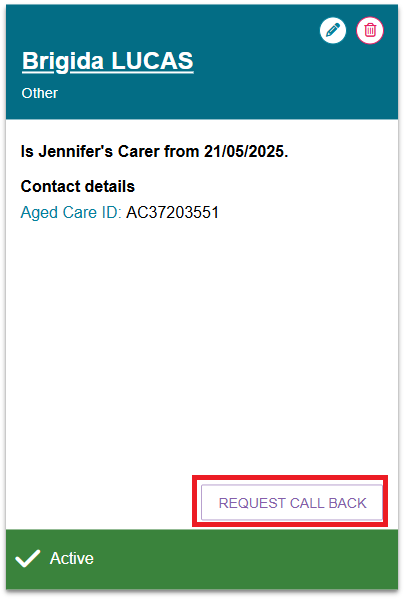 Brigida LUCAS
Other
Is Jennifer's Carer from 21/05/2025.
Contact details
Aged Care ID: AC37203551
REQUEST CALL BACK
Active